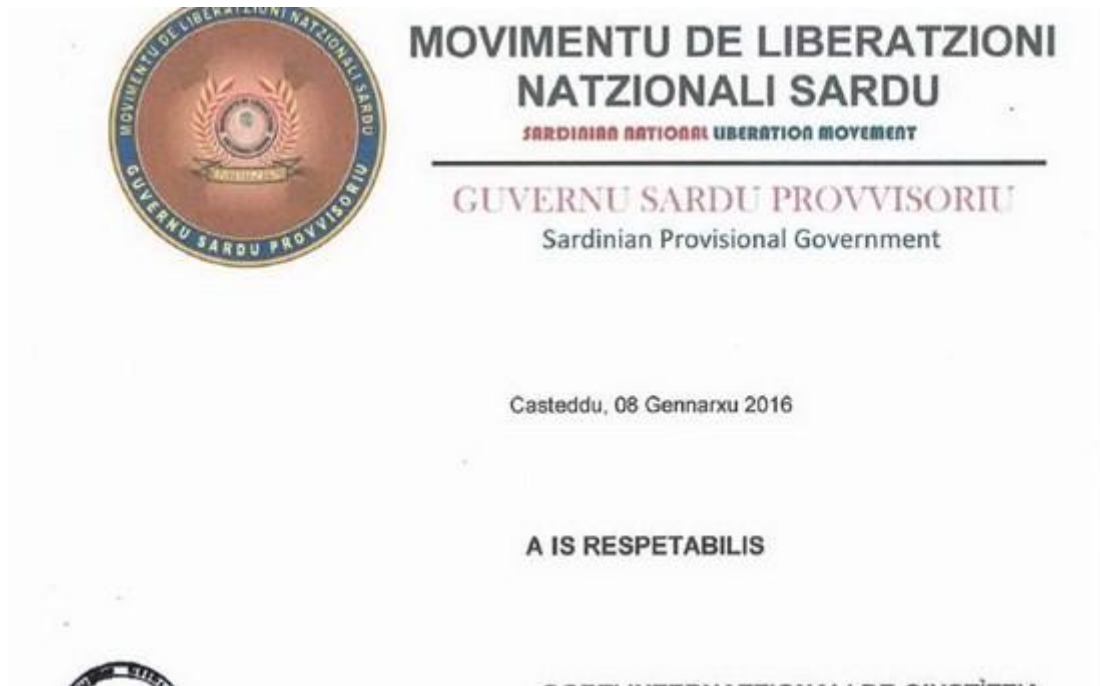 MOVIMENTU DE LIBERATZIONI NATZIONALI SARDU
GUVERNU SARDU PROVVISORIU
MOVIMENTU DE LIBERATZIONI
NATZIONALI SARDU
SARDINIAN NATIONAL LIBERATION MOVEMENT
GUVERNU SARDU PROVVISORIU
Sardinian Provisional Government
Casteddu, 08 Gennarxu 2016
A IS RESPETABILIS